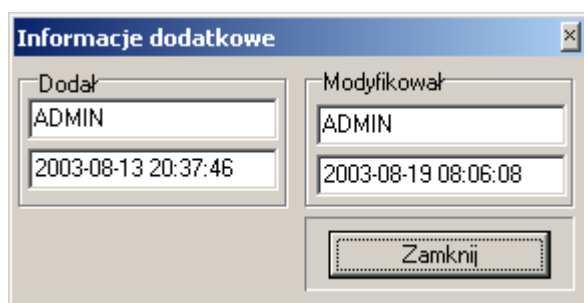 Informacje dodatkowe
Dodał
ADMIN
2003-08-13 20:37:46
Modyfikował
ADMIN
2003-08-19 08:06:08
Zamknij